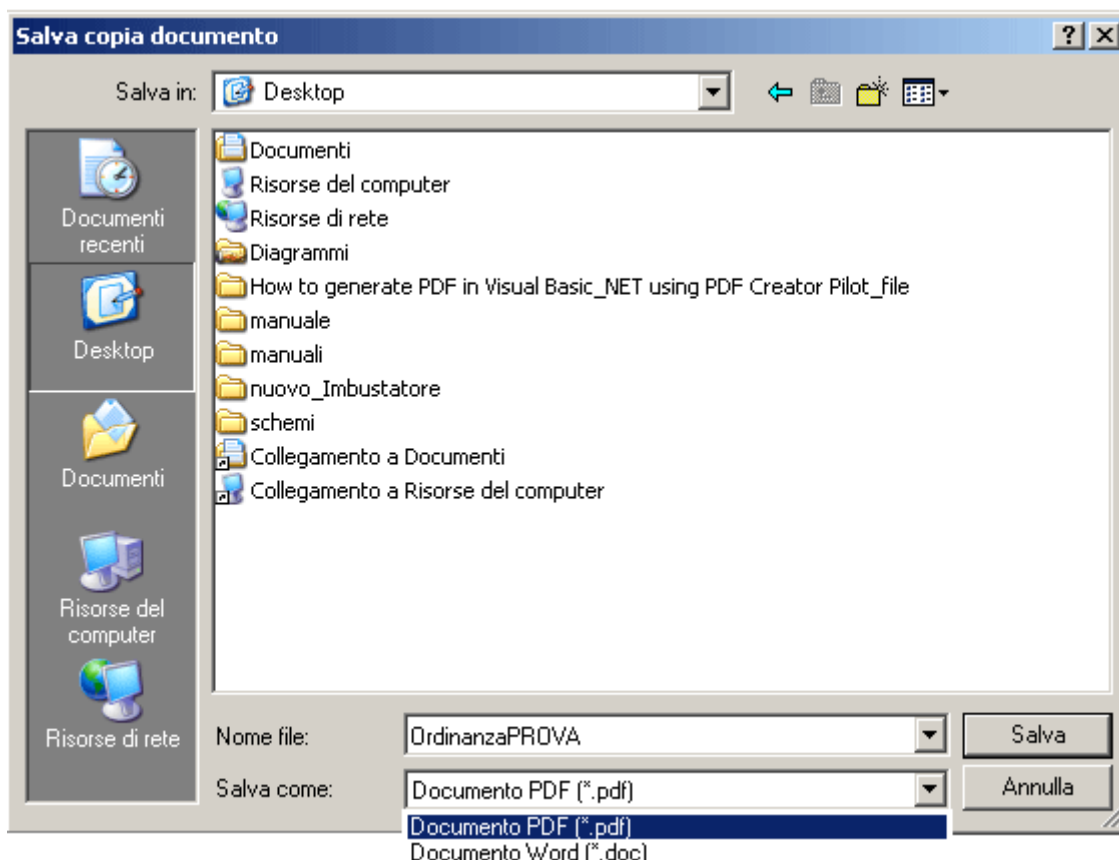 Salva copia documento
Salva in:
Desktop
Documenti
recenti
Desktop
Documenti
Risorse del
computer
Risorse di rete
Documenti
Risorse del computer
Risorse di rete
Diagrammi
How to generate PDF in Visual Basic_NET using PDF Creator Pilot_file
manuale
manuali
nuovo_Imbustatore
schemi
Collegamento a Documenti
Collegamento a Risorse del computer
Nome file:
OrdinanzaPROVA
Salva
Salva come:
Documento PDF (*.pdf)
Annulla
Documento PDF (*.pdf)
Documento Word (*.doc)